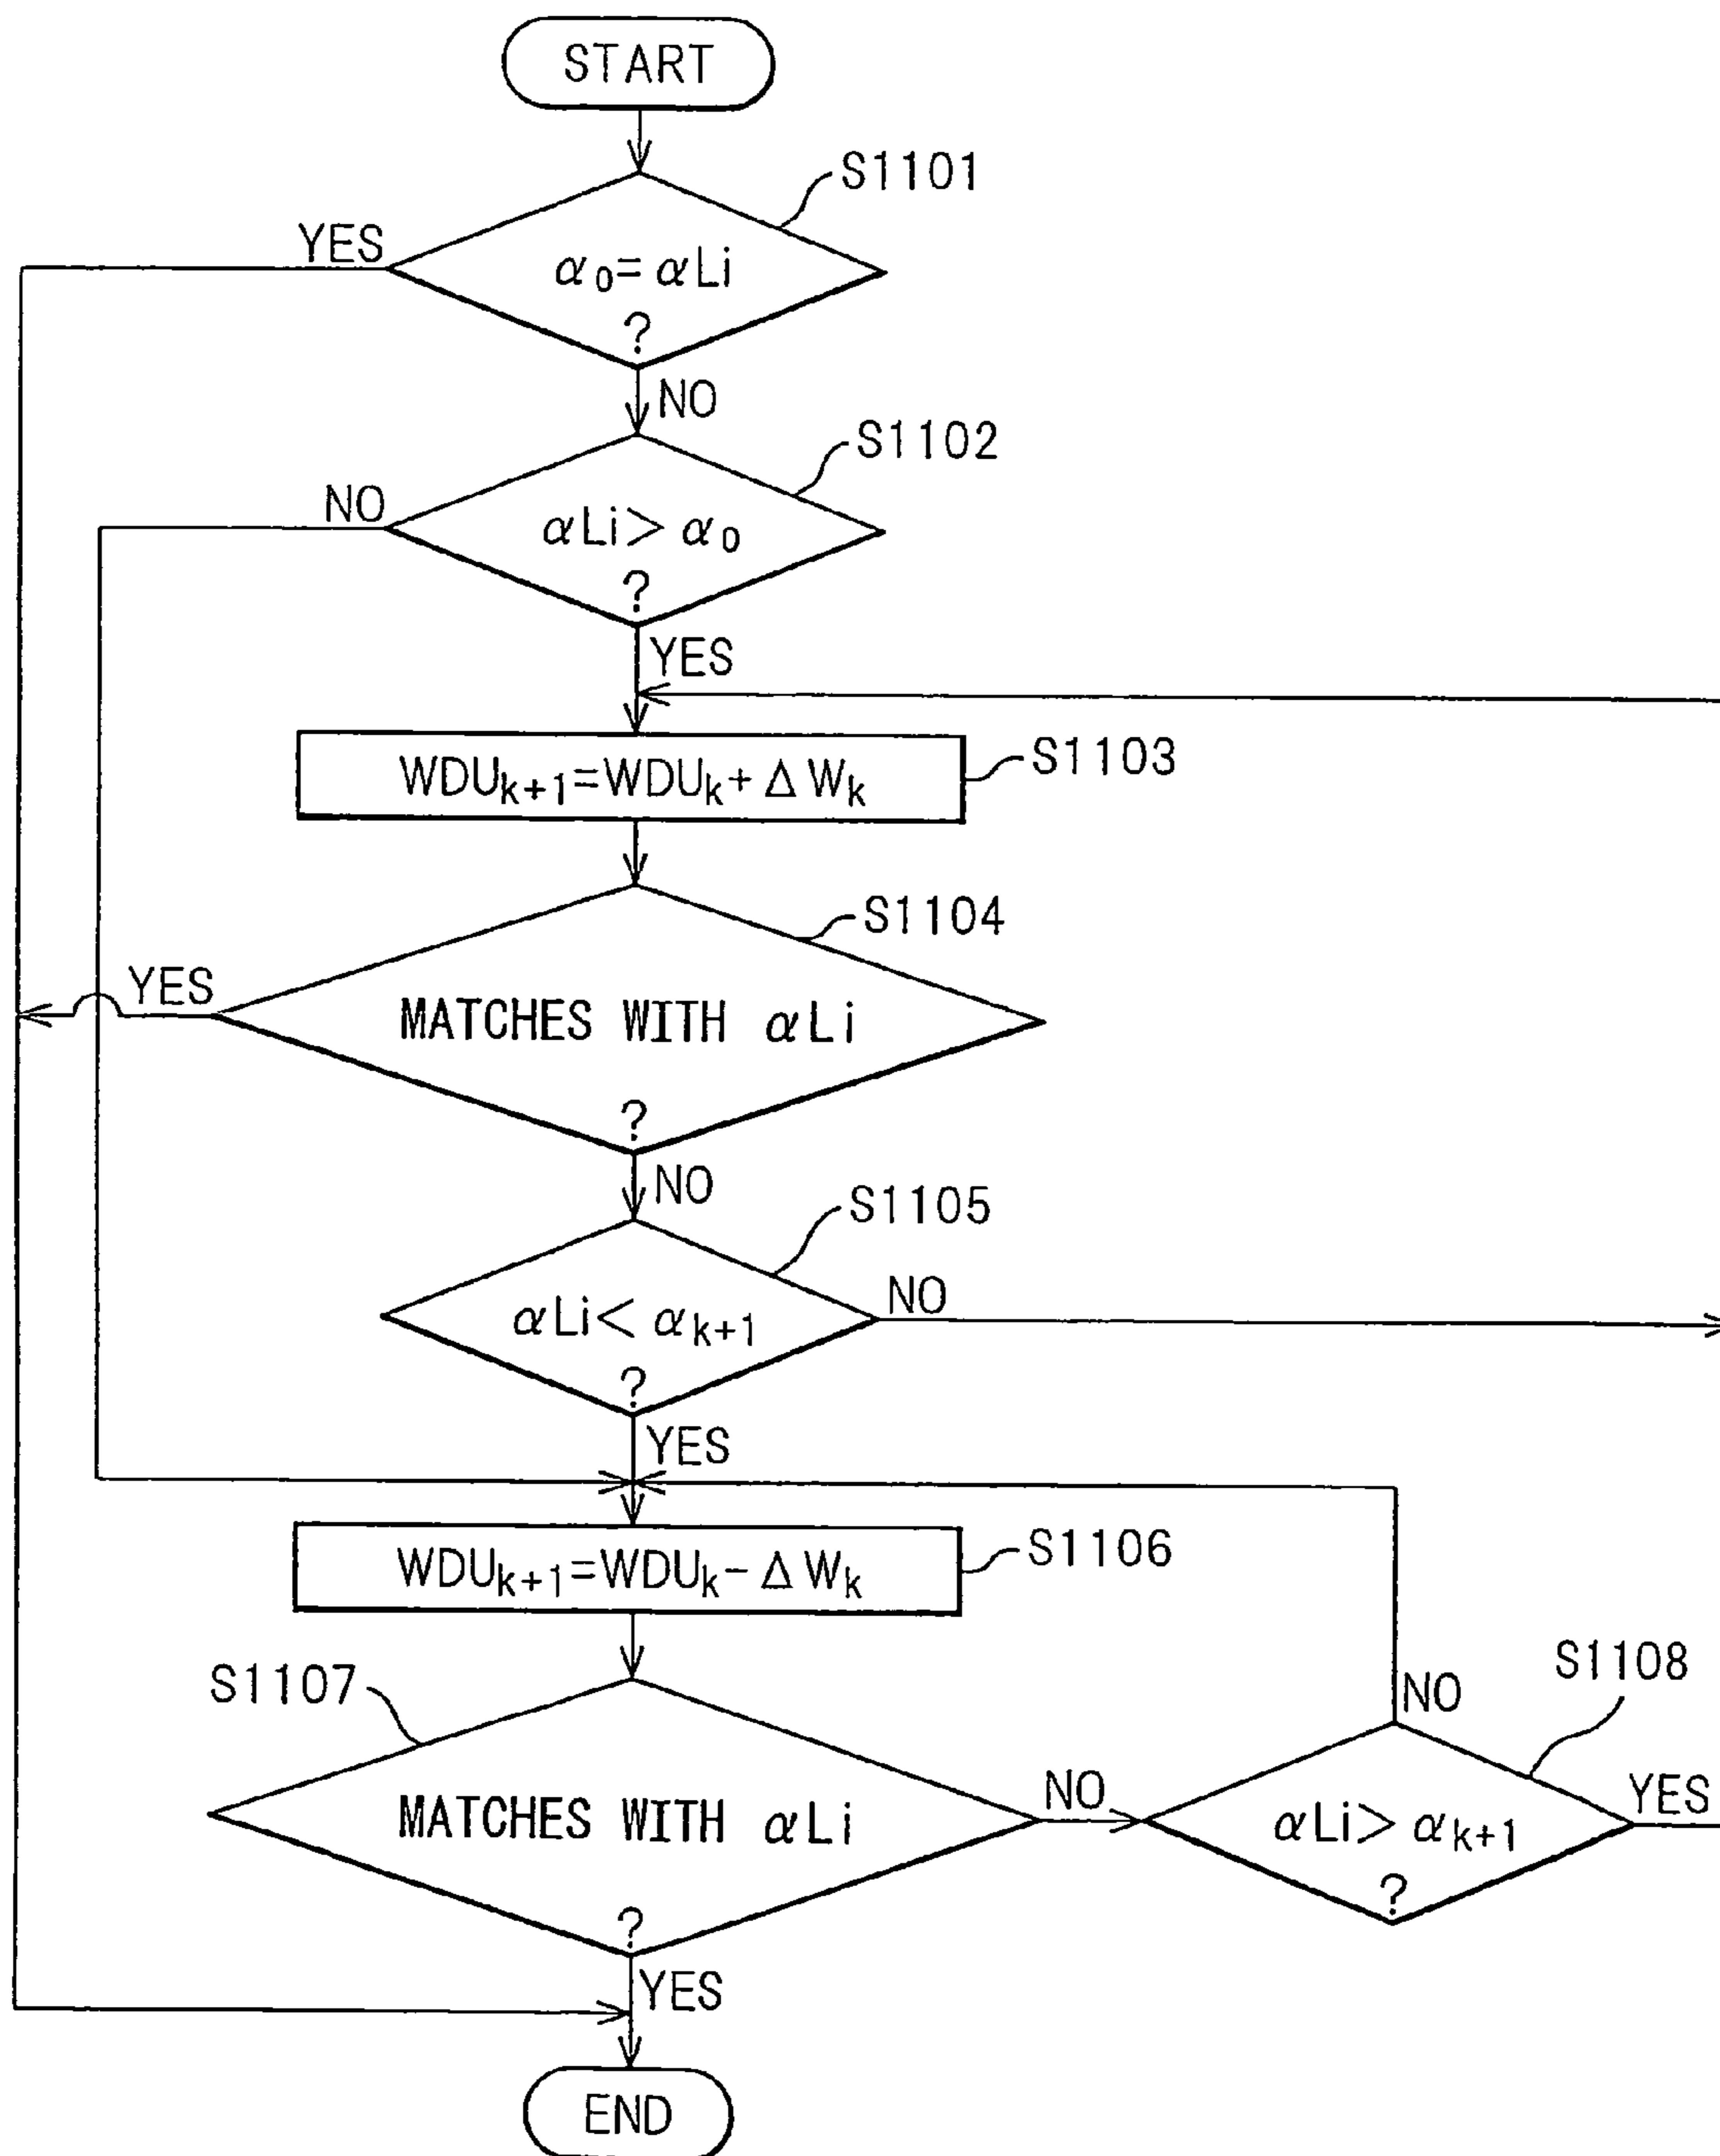 START
S1101
YES
α₀=αLi
?
NO
S1102
NO
αLi>α₀
?
YES
WDUₖ₊₁=WDUₖ+ΔWₖ
S1103
S1104
YES
MATCHES WITH αLi
?
NO
S1105
αLi<αₖ₊₁
NO
?
YES
WDUₖ₊₁=WDUₖ-ΔWₖ
S1106
S1107
S1108
NO
MATCHES WITH αLi
NO
αLi>αₖ₊₁
YES
?
?
YES
END